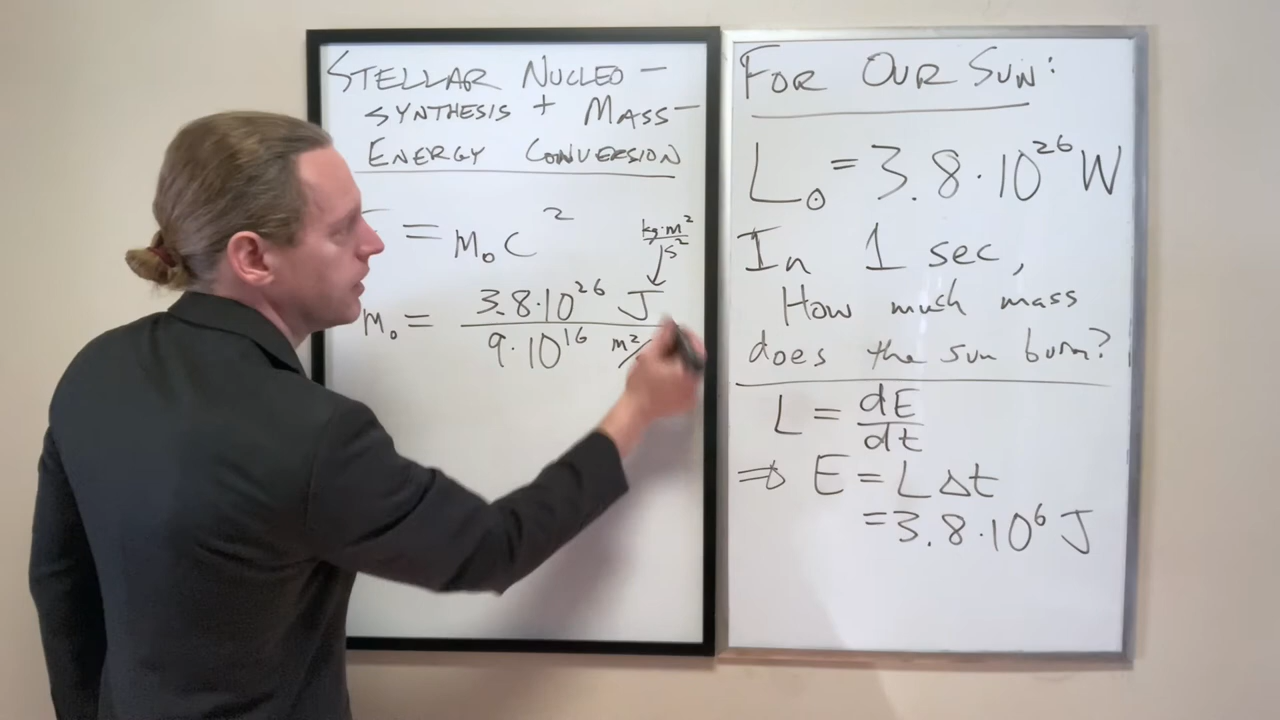 STELLAR NUCLEO-
SYNTHESIS + MASS-
ENERGY CONVERSION
= m₀c²
kg·m²/s²
m₀ = 3.8·10²⁶ J / 9·10¹⁶ m²/
FOR OUR SUN:
L⊙ = 3.8·10²⁶ W
In 1 sec,
How much mass
does the sun burn?
L = dE/dt
⇒ E = LΔt
= 3.8·10⁶ J